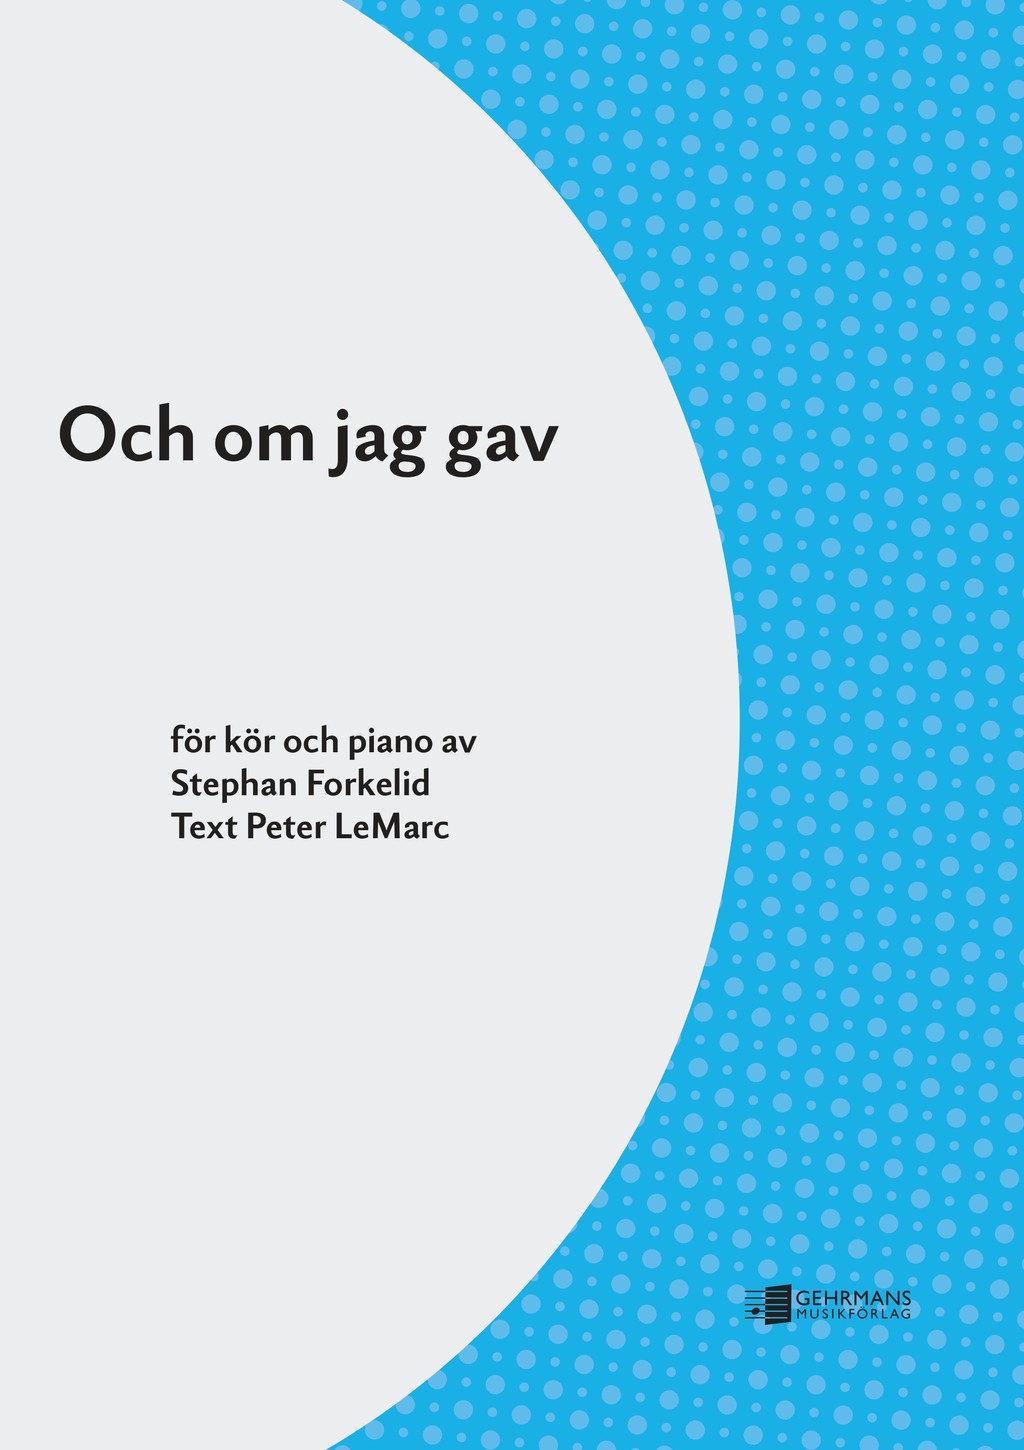 Och om jag gav
för kör och piano av
Stephan Forkelid
Text Peter LeMarc
GEHRMANS
MUSIKFÖRLAG